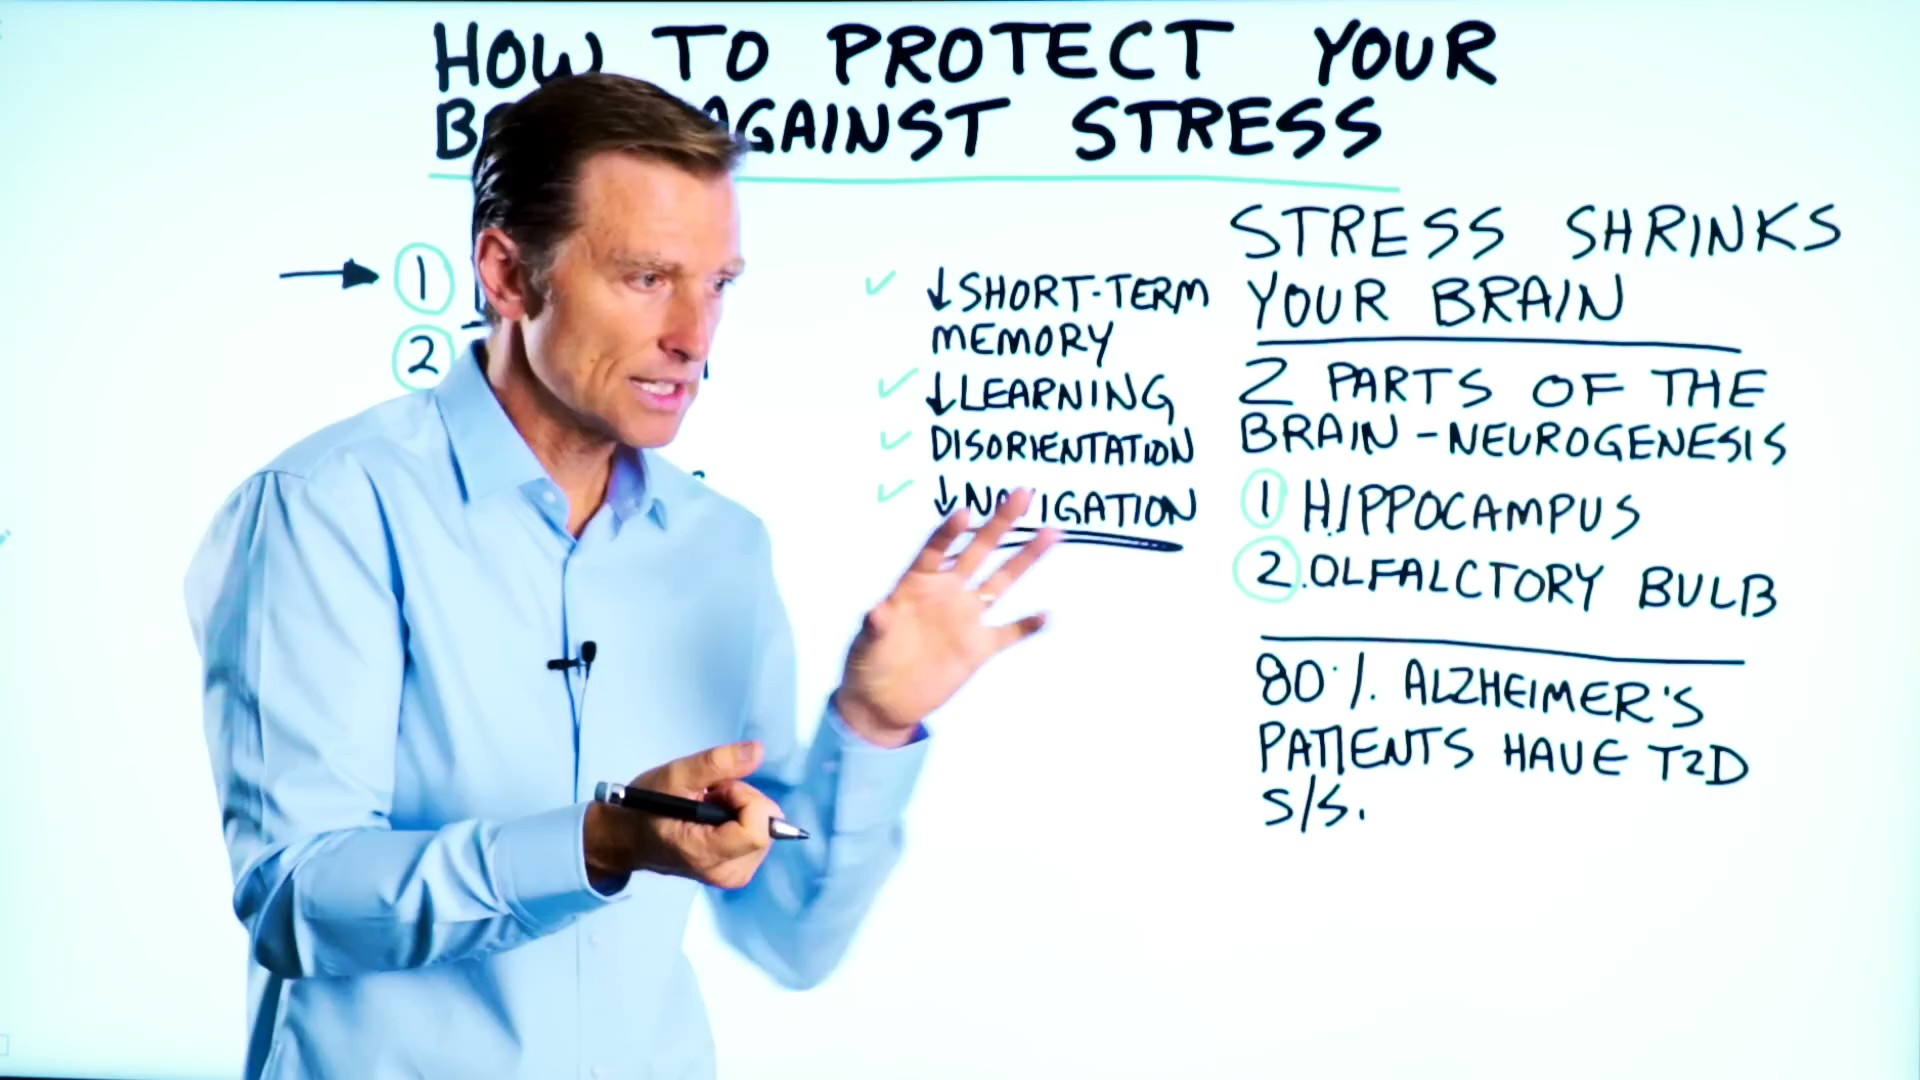 HOW TO PROTECT YOUR
AGAINST STRESS
1
2
↓ SHORT-TERM
MEMORY
↓ LEARNING
DISORIENTATION
↓ NAVIGATION
STRESS SHRINKS
YOUR BRAIN
2 PARTS OF THE
BRAIN - NEUROGENESIS
1 HIPPOCAMPUS
2. OLFALCTORY BULB
80% ALZHEIMER'S
PATIENTS HAVE T2D
S/S.